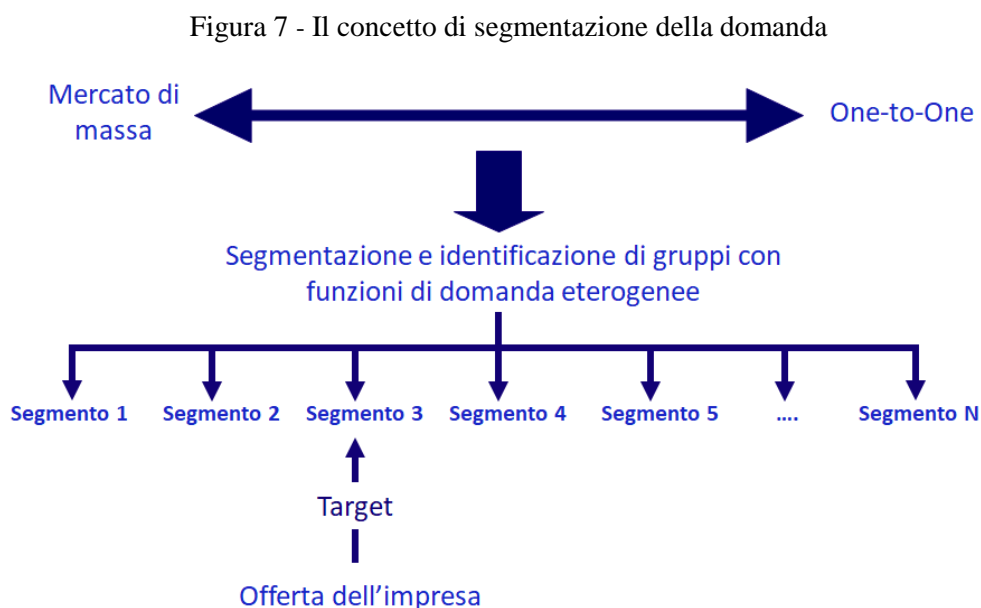 Figura 7 - Il concetto di segmentazione della domanda
Mercato di
massa
One-to-One
Segmentazione e identificazione di gruppi con
funzioni di domanda eterogenee
Segmento 1 Segmento 2 Segmento 3 Segmento 4 Segmento 5 .... Segmento N
Target
Offerta dell'impresa